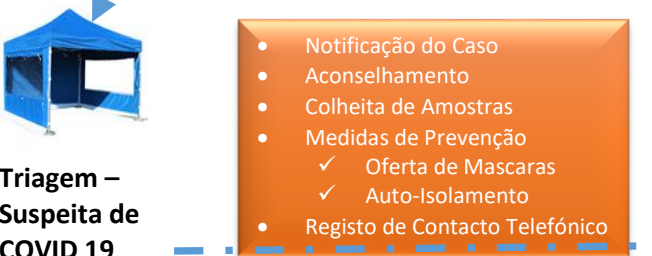 • Notificação do Caso
• Aconselhamento
• Colheita de Amostras
• Medidas de Prevenção
✓ Oferta de Mascaras
✓ Auto-Isolamento
• Registo de Contacto Telefónico
Triagem –
Suspeita de
COVID 19